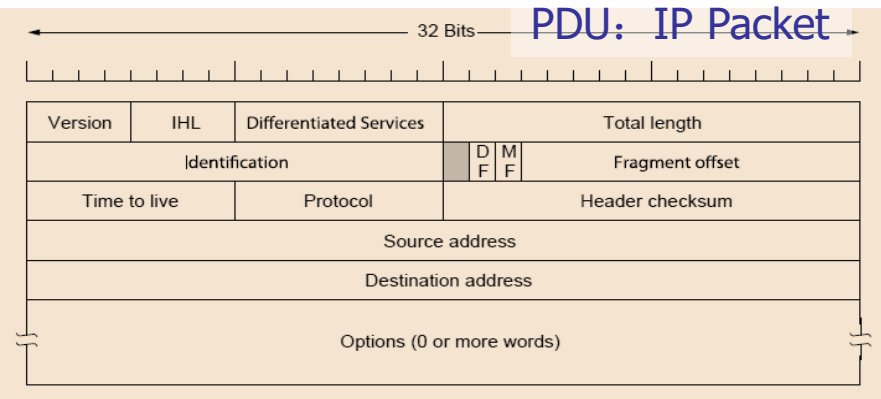 PDU：IP Packet
32 Bits
Version IHL Differentiated Services Total length
Identification D F M F Fragment offset
Time to live Protocol Header checksum
Source address
Destination address
Options (0 or more words)